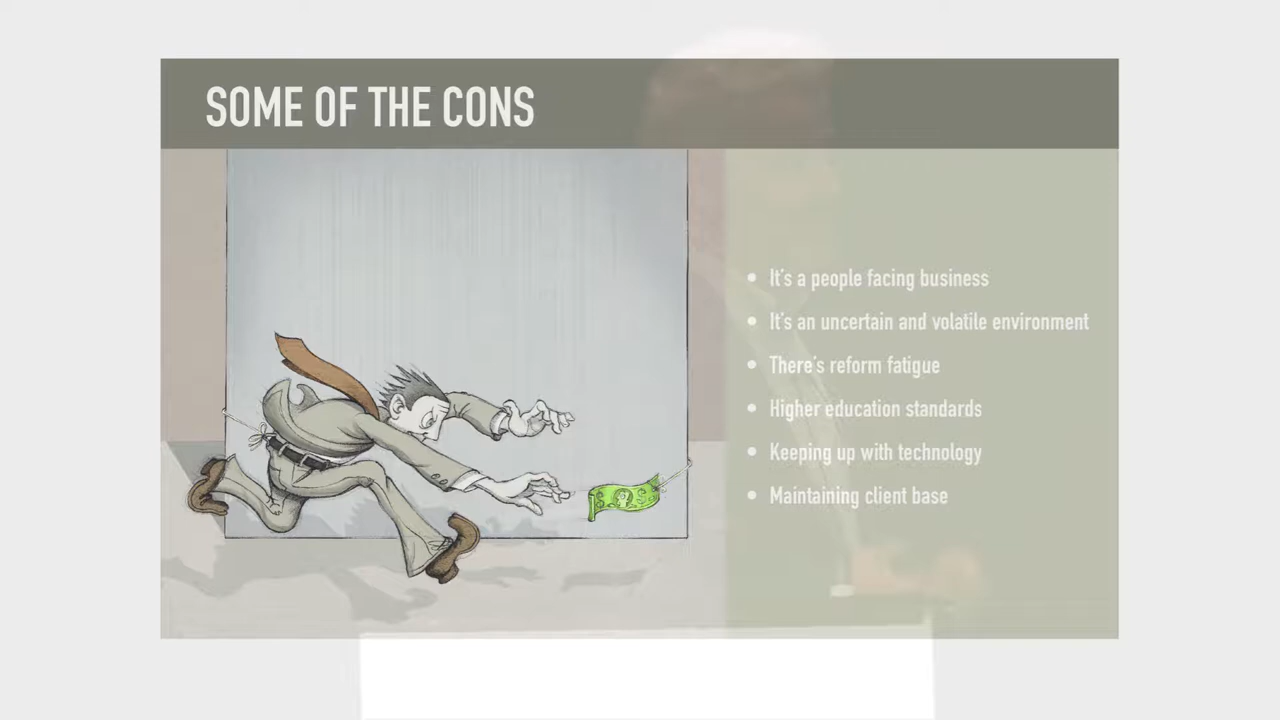 SOME OF THE CONS
It's a people facing business
It's an uncertain and volatile environment
There's reform fatigue
Higher education standards
Keeping up with technology
Maintaining client base